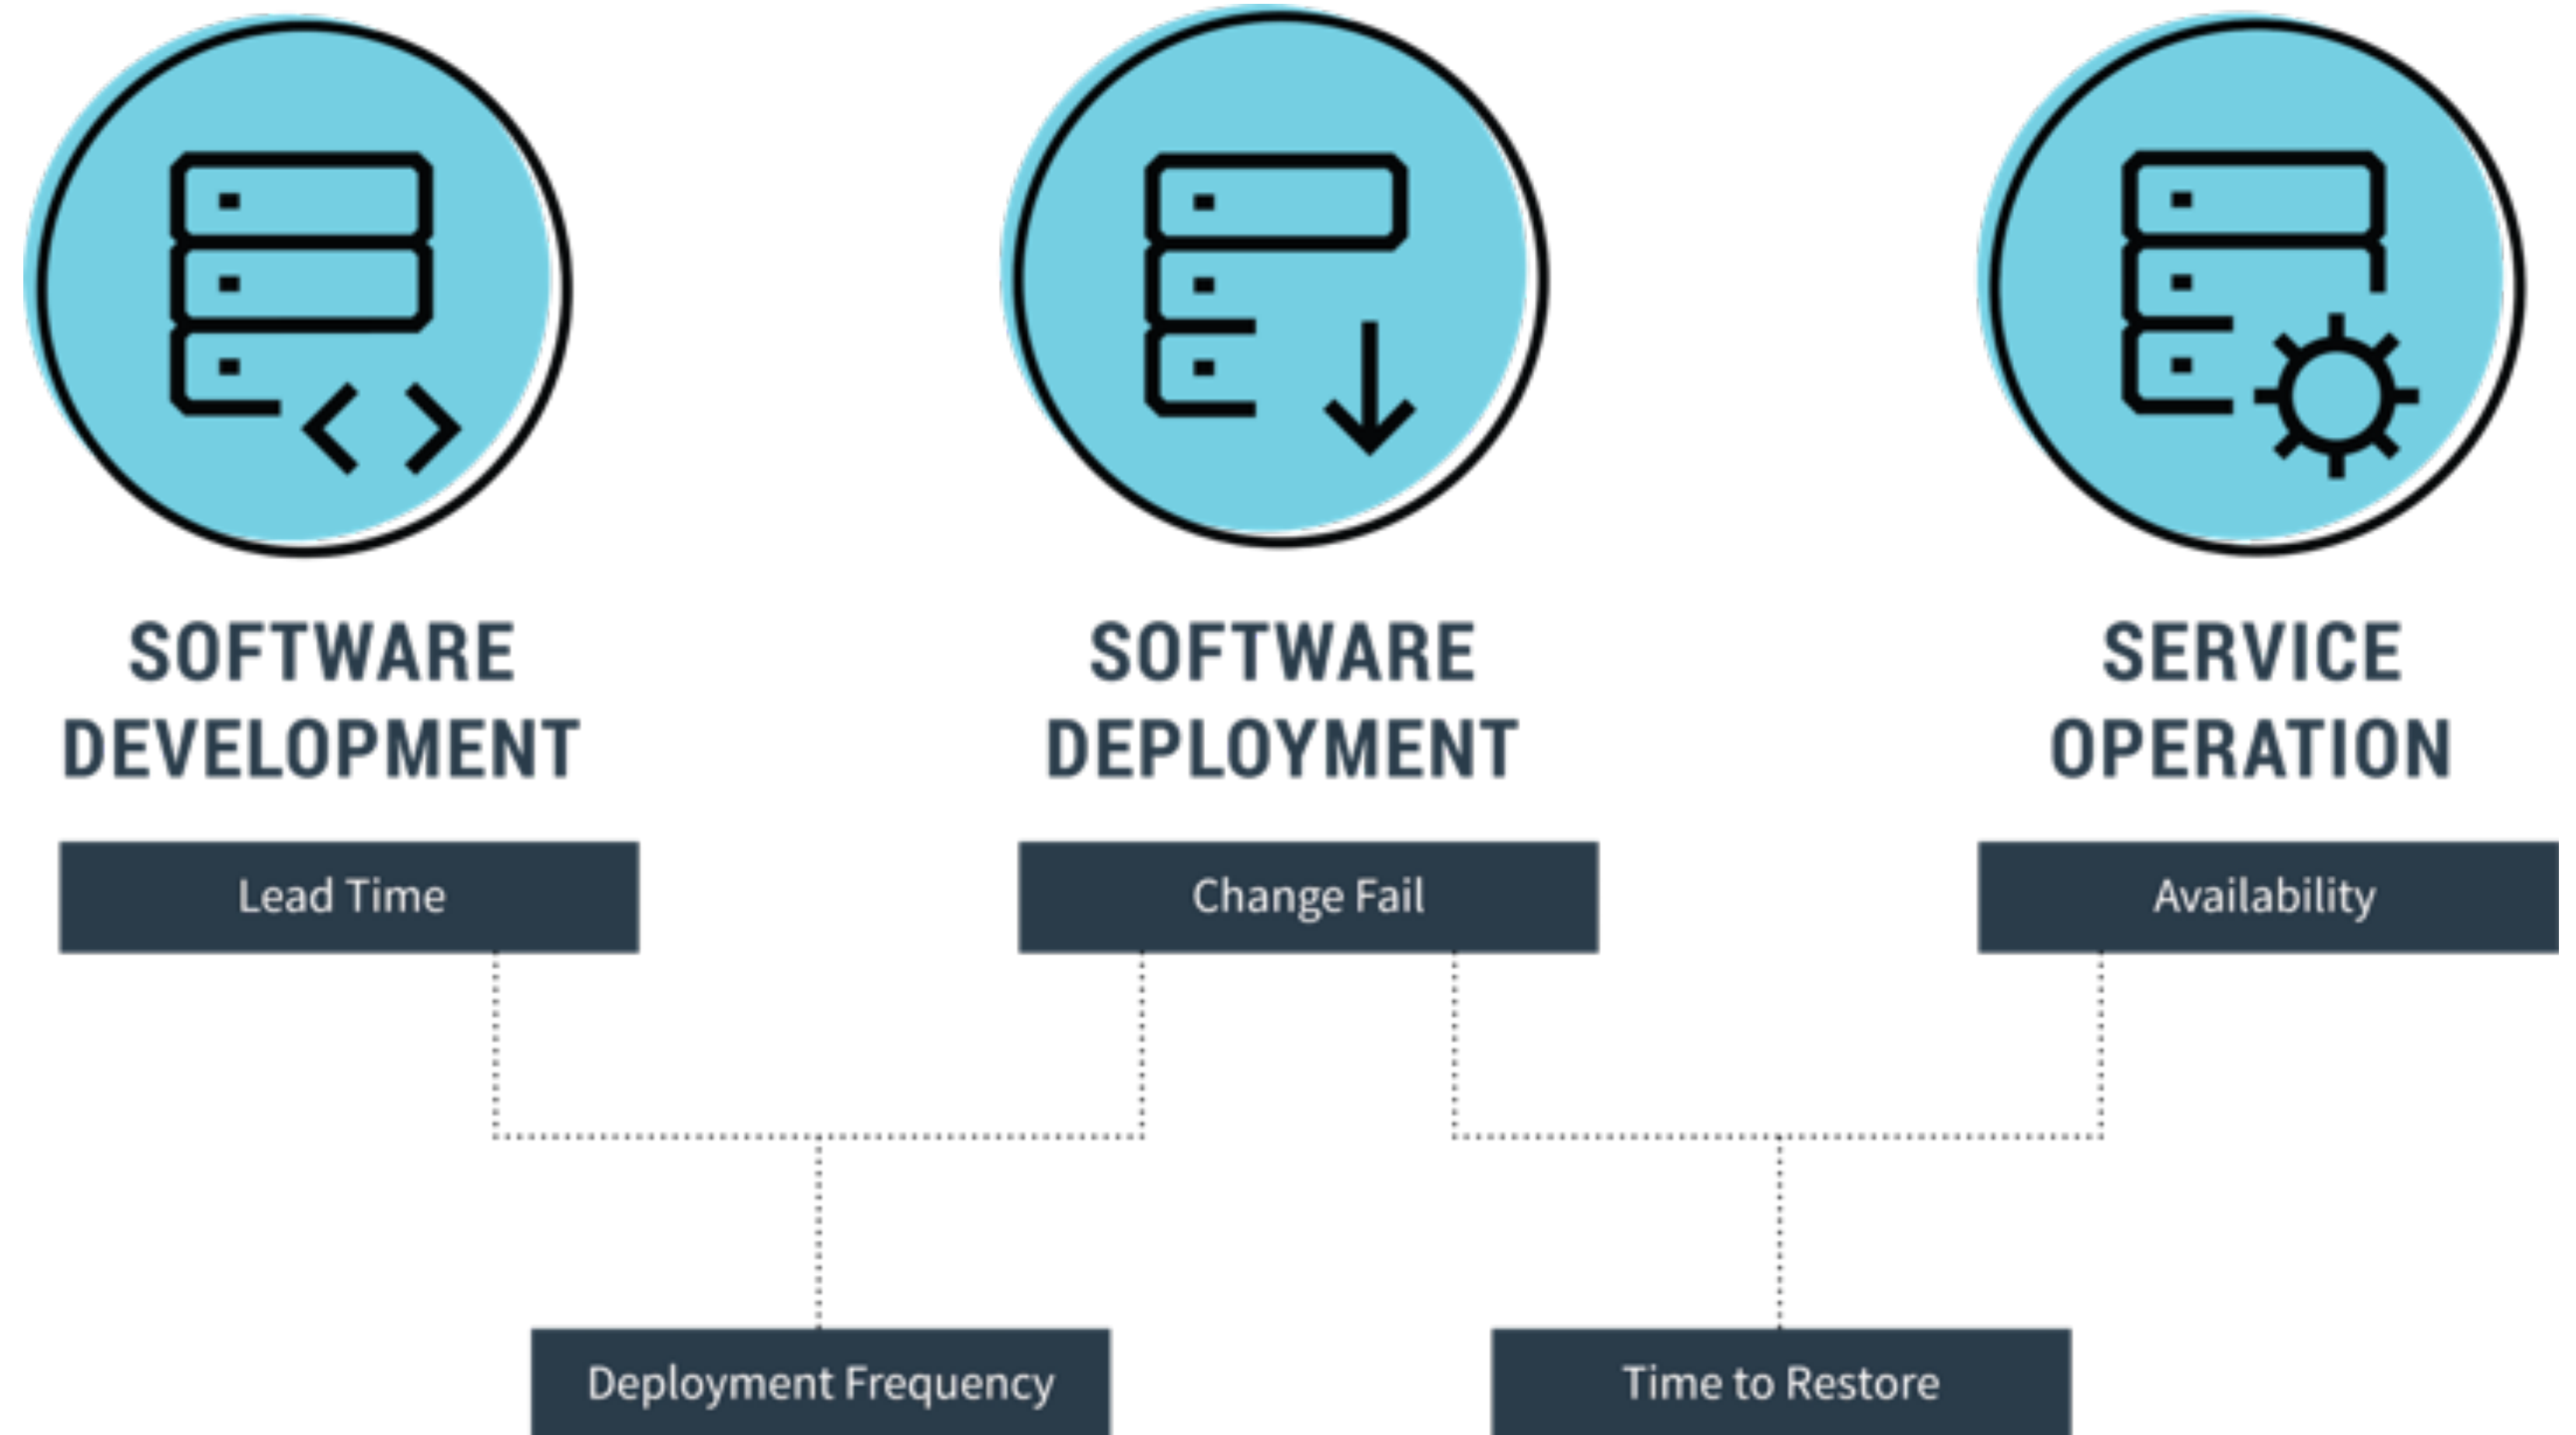 SOFTWARE
DEVELOPMENT
SOFTWARE
DEPLOYMENT
SERVICE
OPERATION
Lead Time
Change Fail
Availability
Deployment Frequency
Time to Restore